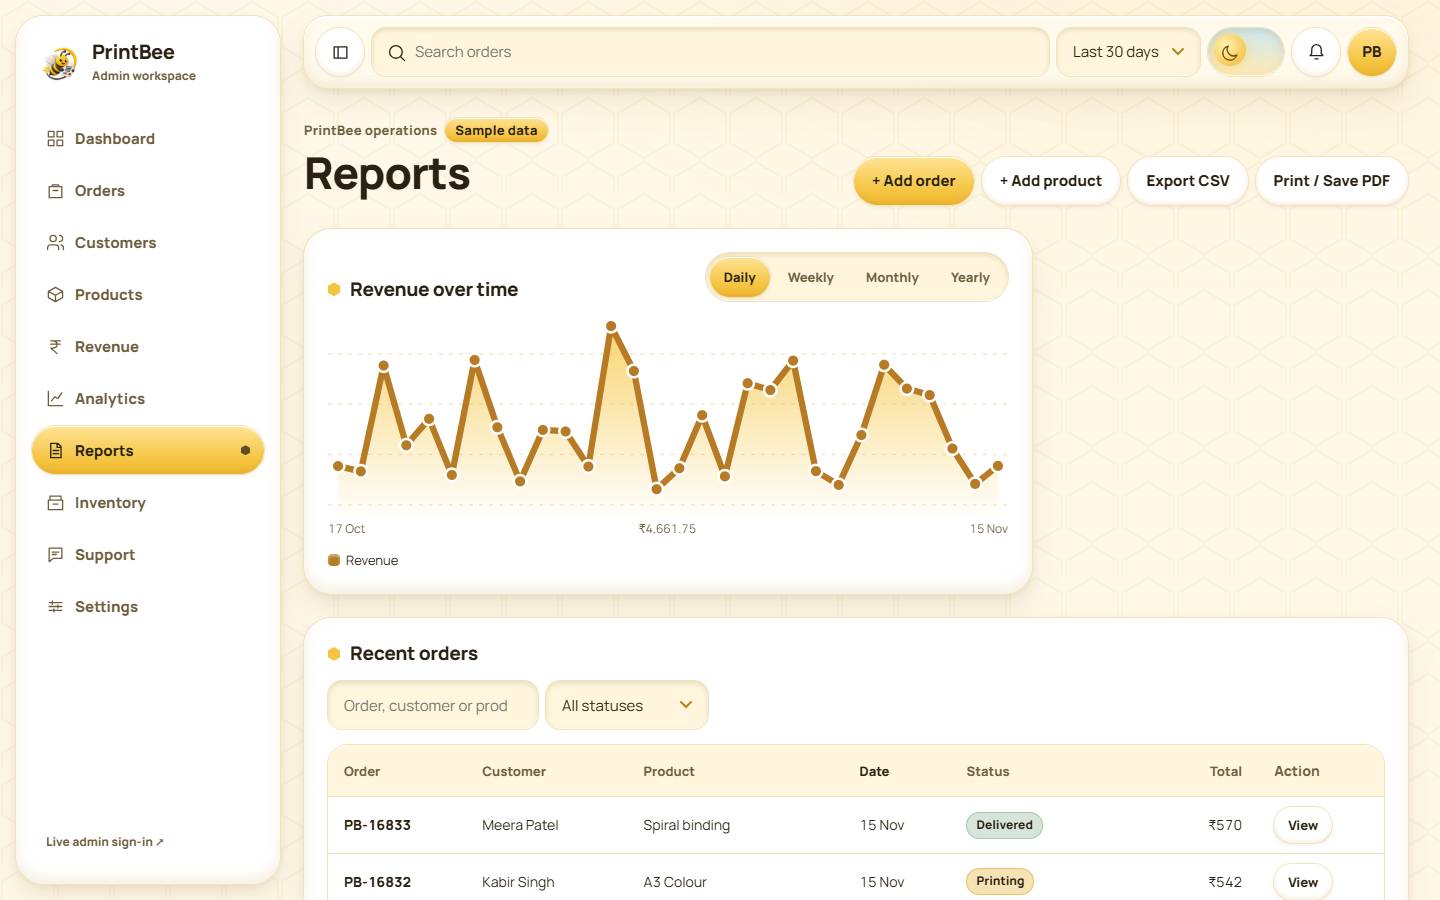 PrintBee
Admin workspace
Dashboard
Orders
Customers
Products
Revenue
Analytics
Reports
Inventory
Support
Settings
Live admin sign-in ↗
Search orders
Last 30 days
PB
PrintBee operations
Sample data
Reports
+ Add order
+ Add product
Export CSV
Print / Save PDF
Revenue over time
Daily
Weekly
Monthly
Yearly
17 Oct
₹4,661.75
15 Nov
Revenue
Recent orders
Order, customer or prod
All statuses
Order Customer Product Date Status Total Action
PB-16833 Meera Patel Spiral binding 15 Nov Delivered ₹570 View
PB-16832 Kabir Singh A3 Colour 15 Nov Printing ₹542 View